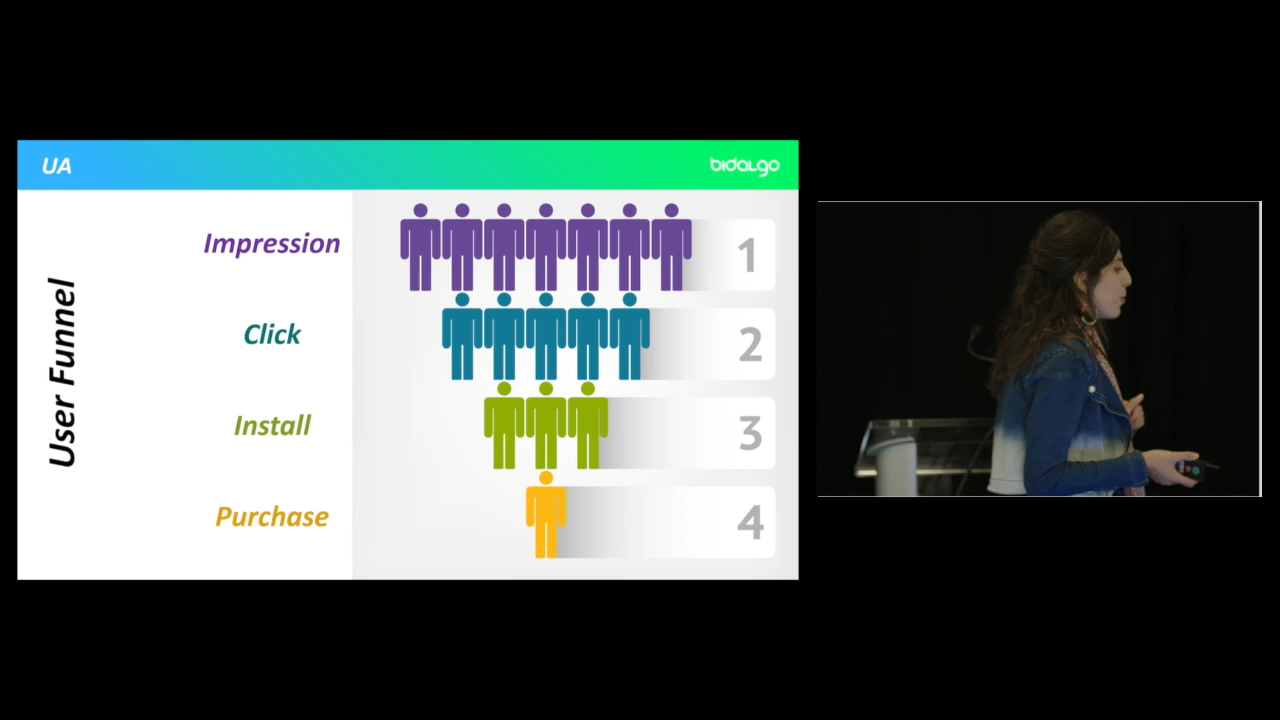 UA
bidalgo
User Funnel
Impression
1
Click
2
Install
3
Purchase
4